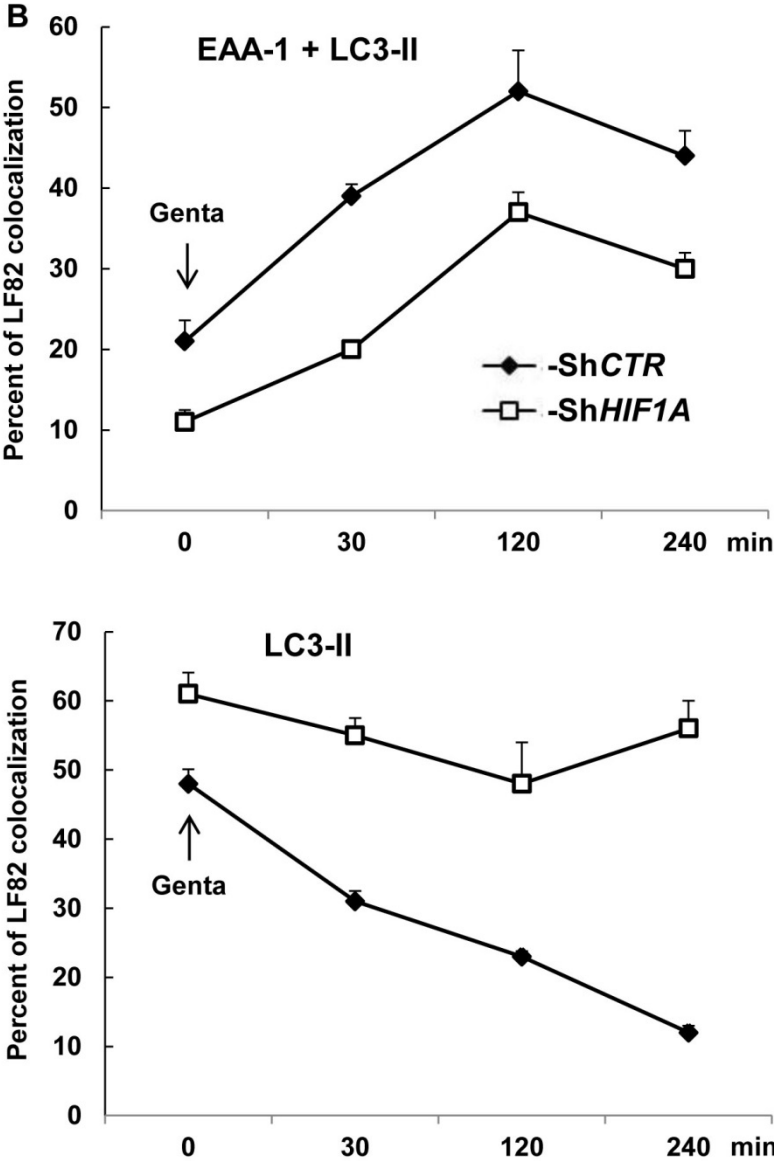 B
EAA-1 + LC3-II
Percent of LF82 colocalization
60
50
40
30
20
10
0
Genta
-ShCTR
-ShHIF1A
0 30 120 240 min
LC3-II
Percent of LF82 colocalization
70
60
50
40
30
20
10
0
Genta
0 30 120 240 min